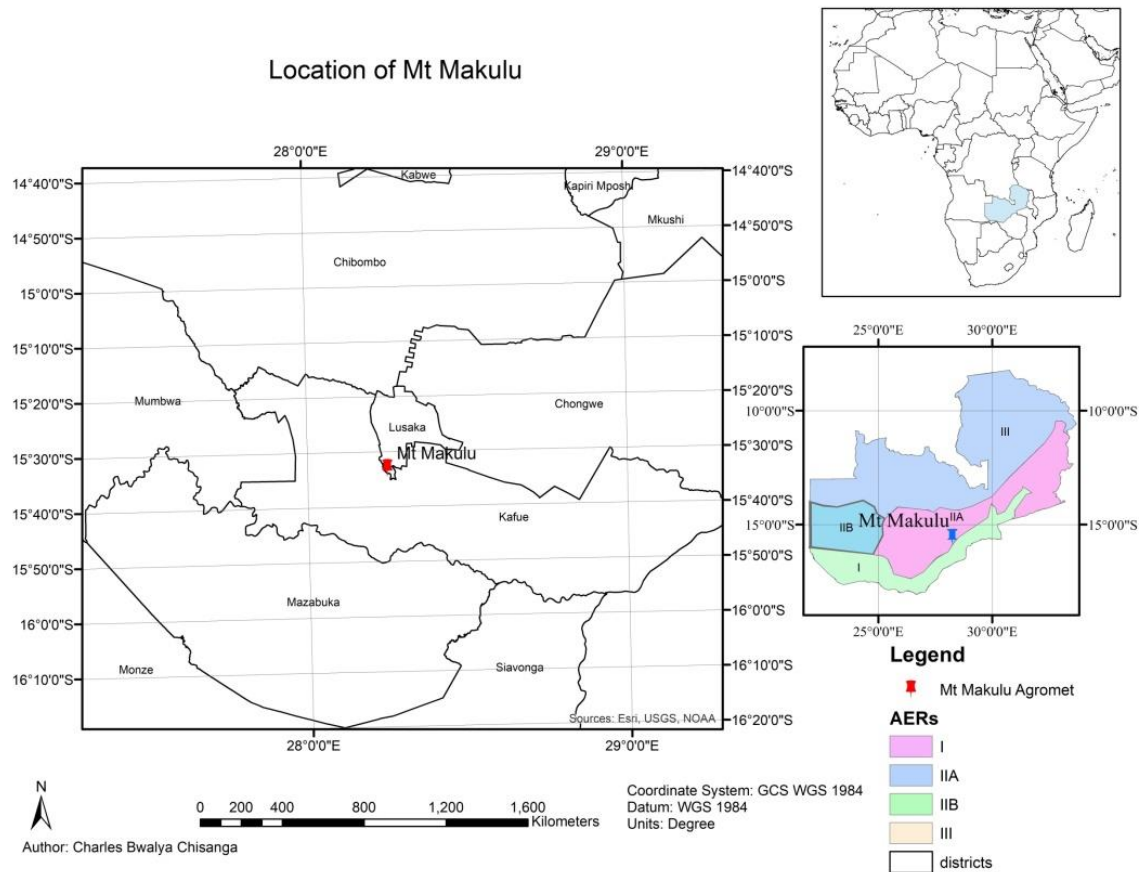 Location of Mt Makulu
28°0'0"E 29°0'0"E
14°40'0"S
14°50'0"S
15°0'0"S
15°10'0"S
15°20'0"S
15°30'0"S
15°40'0"S
15°50'0"S
16°0'0"S
16°10'0"S
Kabwe
Kapiri Mposhi
Mkushi
Chibombo
Mumbwa
Chongwe
Lusaka
Mt Makulu
Kafue
Mazabuka
Monze
Siavonga
Sources: Esri, USGS, NOAA
14°40'0"S
14°50'0"S
15°0'0"S
15°10'0"S
15°20'0"S
15°30'0"S
15°40'0"S
15°50'0"S
16°0'0"S
16°10'0"S
16°20'0"S
28°0'0"E 29°0'0"E
25°0'0"E 30°0'0"E
10°0'0"S 10°0'0"S
III
IIA
IIB
Mt Makulu
15°0'0"S 15°0'0"S
I
25°0'0"E 30°0'0"E
Legend
Mt Makulu Agromet
AERs
I
IIA
IIB
III
districts
N
0 200 400 800 1,200 1,600
Kilometers
Coordinate System: GCS WGS 1984
Datum: WGS 1984
Units: Degree
Author: Charles Bwalya Chisanga